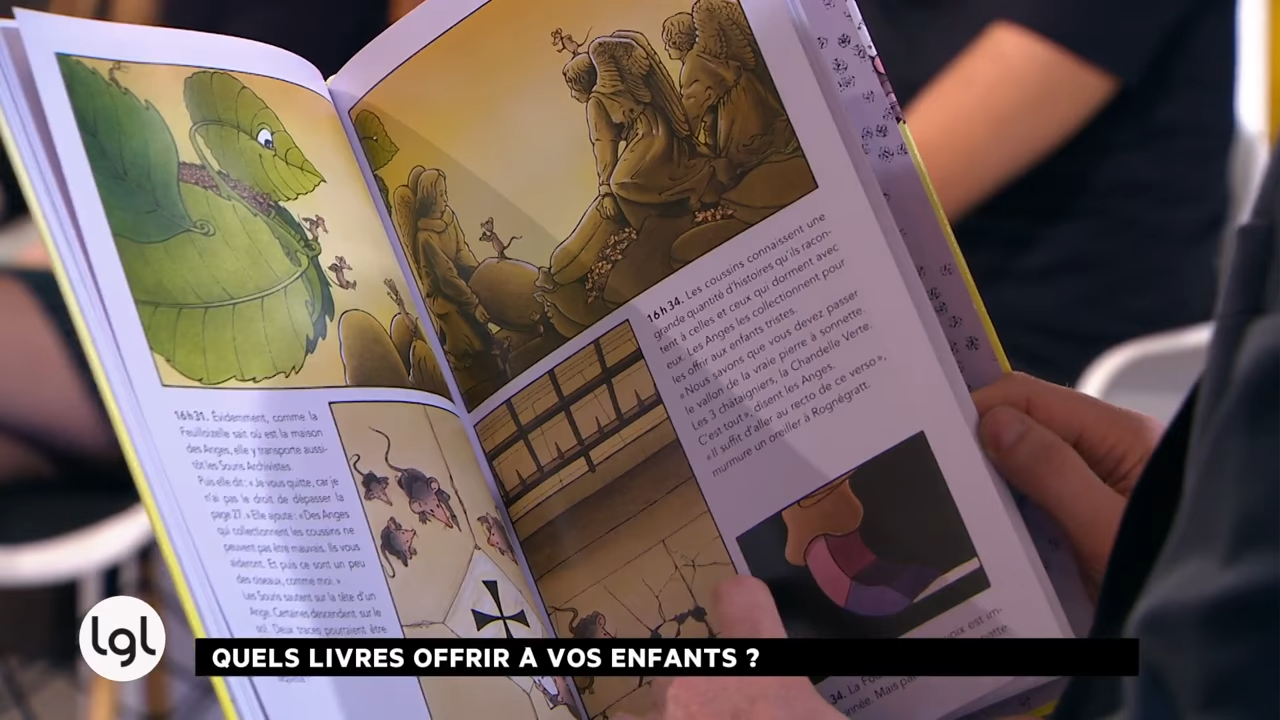 16h31. Évidemment, comme la
Feuilloizelle sait où est la maison
des Anges, elle y transporte aussi-
tôt les Souris Archivistes.
Puis elle dit : « Je vous quitte, car je
n'ai pas le droit de dépasser la
page 27. » Elle ajoute : « Des Anges
qui collectionnent les coussins ne
peuvent pas être mauvais. Ils vous
aideront. Et puis ce sont un peu
des oiseaux, comme moi. »
Les Souris sautent sur la tête d'un
Ange. Certaines descendent sur le
sol. Deux traces pourraient être
16h34. Les coussins connaissent une
grande quantité d'histoires qu'ils racon-
tent à celles et ceux qui dorment avec
eux. Les Anges les collectionnent pour
les offrir aux enfants tristes.
« Nous savons que vous devez passer
le vallon de la vraie pierre à sonnette.
Les 3 châtaigniers, la Chandelle Verte.
C'est tout », disent les Anges.
« Il suffit d'aller au recto de ce verso »,
murmure un oreiller à Rognégratt.
34. La
Mais
lgl
QUELS LIVRES OFFRIR À VOS ENFANTS ?